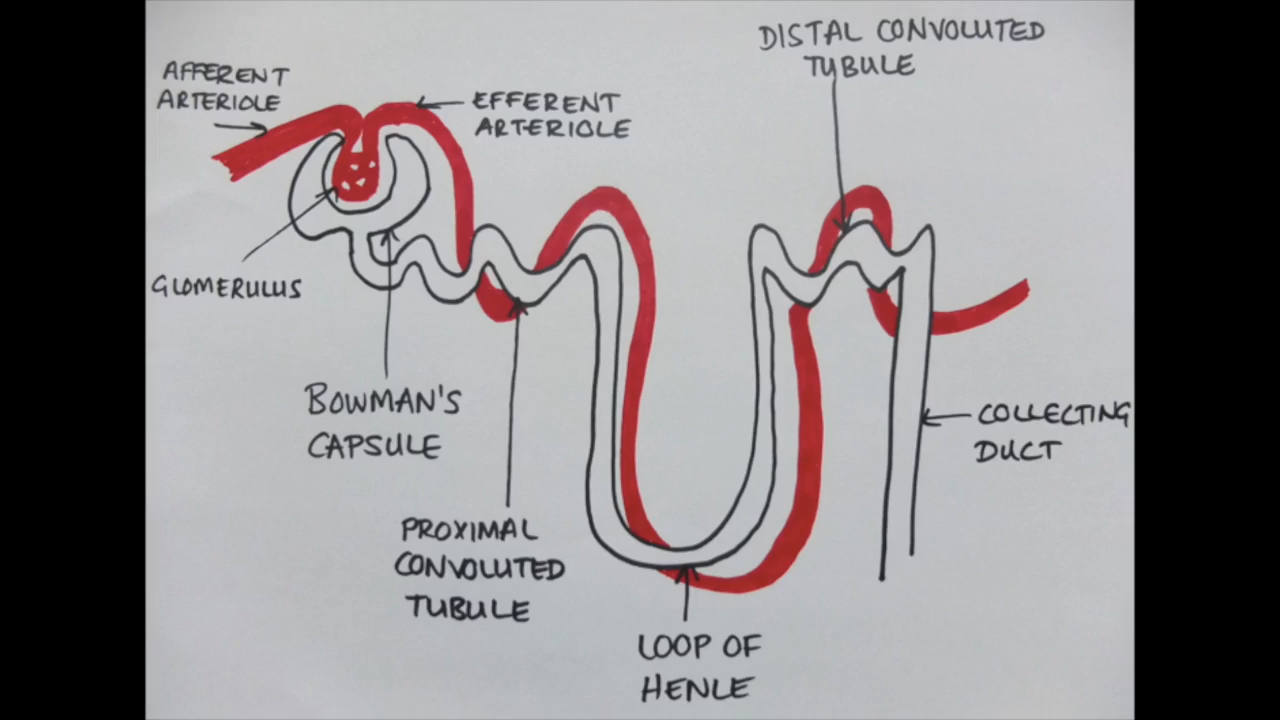 AFFERENT
ARTERIOLE
EFFERENT
ARTERIOLE
DISTAL CONVOLUTED
TUBULE
GLOMERULUS
BOWMAN'S
CAPSULE
PROXIMAL
CONVOLUTED
TUBULE
LOOP OF
HENLE
COLLECTING
DUCT